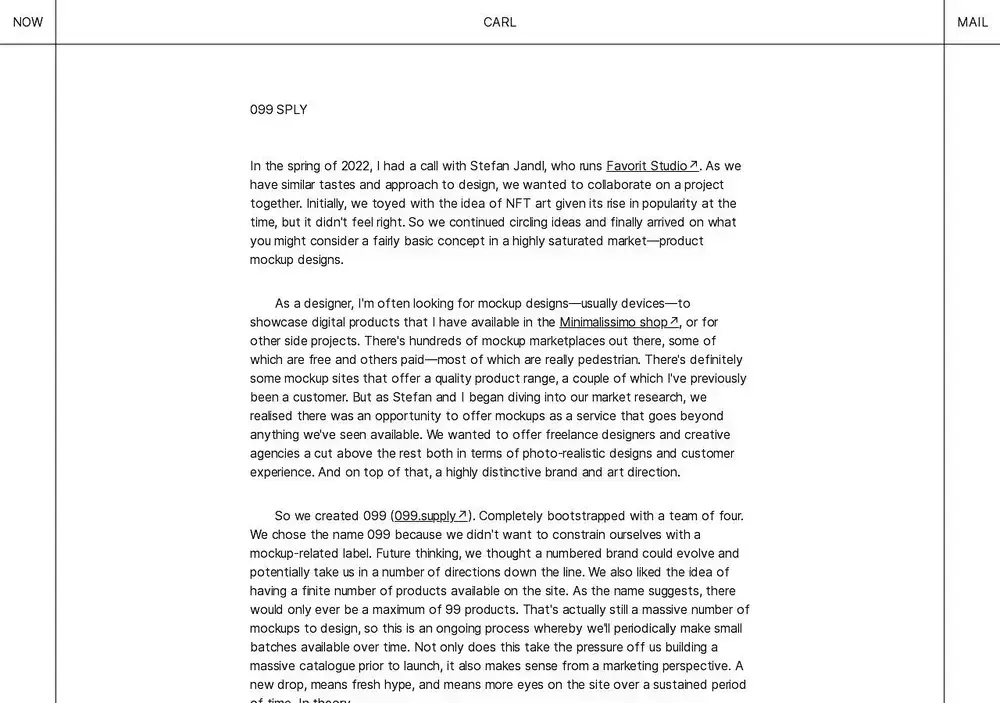 NOW
CARL
MAIL
099 SPLY
In the spring of 2022, I had a call with Stefan Jandl, who runs Favorit Studio↗. As we
have similar tastes and approach to design, we wanted to collaborate on a project
together. Initially, we toyed with the idea of NFT art given its rise in popularity at the
time, but it didn't feel right. So we continued circling ideas and finally arrived on what
you might consider a fairly basic concept in a highly saturated market—product
mockup designs.
As a designer, I'm often looking for mockup designs—usually devices—to
showcase digital products that I have available in the Minimalissimo shop↗, or for
other side projects. There's hundreds of mockup marketplaces out there, some of
which are free and others paid—most of which are really pedestrian. There's definitely
some mockup sites that offer a quality product range, a couple of which I've previously
been a customer. But as Stefan and I began diving into our market research, we
realised there was an opportunity to offer mockups as a service that goes beyond
anything we've seen available. We wanted to offer freelance designers and creative
agencies a cut above the rest both in terms of photo-realistic designs and customer
experience. And on top of that, a highly distinctive brand and art direction.
So we created 099 (099.supply↗). Completely bootstrapped with a team of four.
We chose the name 099 because we didn't want to constrain ourselves with a
mockup-related label. Future thinking, we thought a numbered brand could evolve and
potentially take us in a number of directions down the line. We also liked the idea of
having a finite number of products available on the site. As the name suggests, there
would only ever be a maximum of 99 products. That's actually still a massive number of
mockups to design, so this is an ongoing process whereby we'll periodically make small
batches available over time. Not only does this take the pressure off us building a
massive catalogue prior to launch, it also makes sense from a marketing perspective. A
new drop, means fresh hype, and means more eyes on the site over a sustained period
of time. In theory.